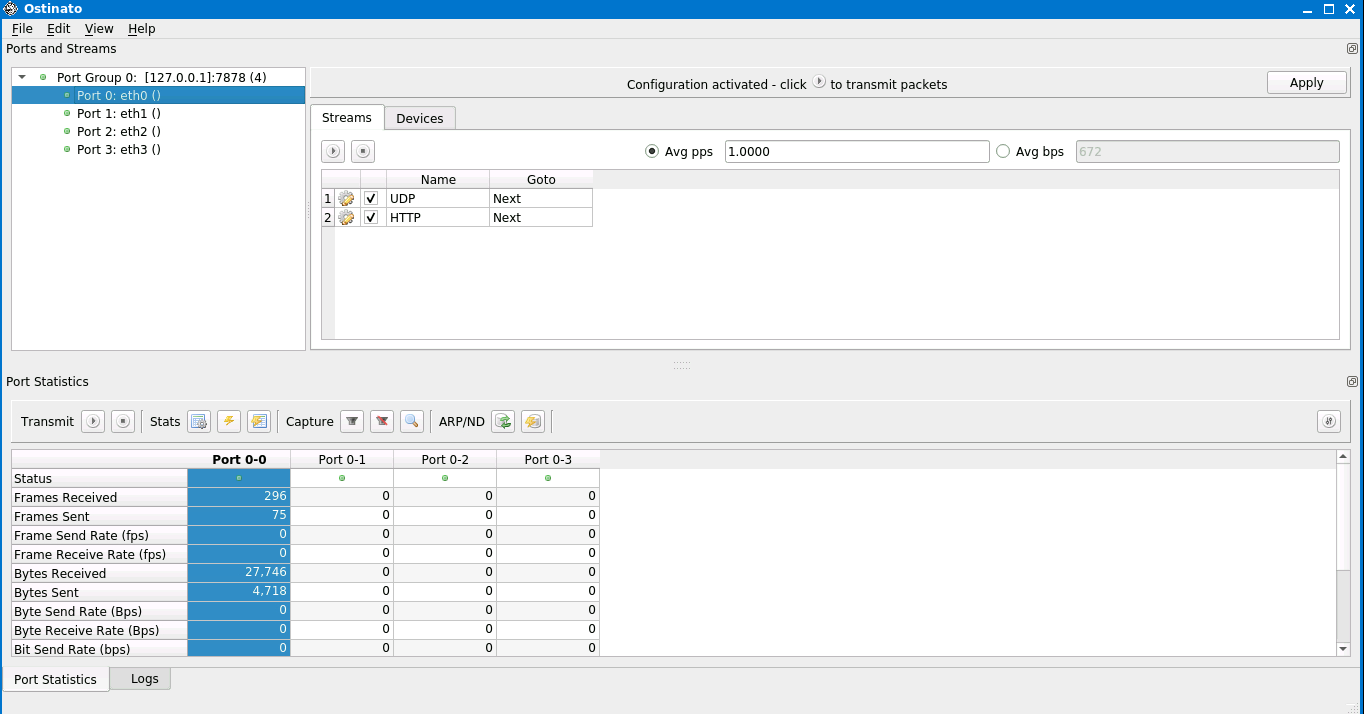 Ostinato
File Edit View Help
Ports and Streams
Port Group 0: [127.0.0.1]:7878 (4)
Port 0: eth0 ()
Port 1: eth1 ()
Port 2: eth2 ()
Port 3: eth3 ()
Configuration activated - click to transmit packets
Apply
Streams Devices
Avg pps 1.0000 Avg bps 672
Name Goto
1 UDP Next
2 HTTP Next
Port Statistics
Transmit Stats Capture ARP/ND
Port 0-0 Port 0-1 Port 0-2 Port 0-3
Status
Frames Received 296 0 0 0
Frames Sent 75 0 0 0
Frame Send Rate (fps) 0 0 0 0
Frame Receive Rate (fps) 0 0 0 0
Bytes Received 27,746 0 0 0
Bytes Sent 4,718 0 0 0
Byte Send Rate (Bps) 0 0 0 0
Byte Receive Rate (Bps) 0 0 0 0
Bit Send Rate (bps) 0 0 0 0
Port Statistics Logs